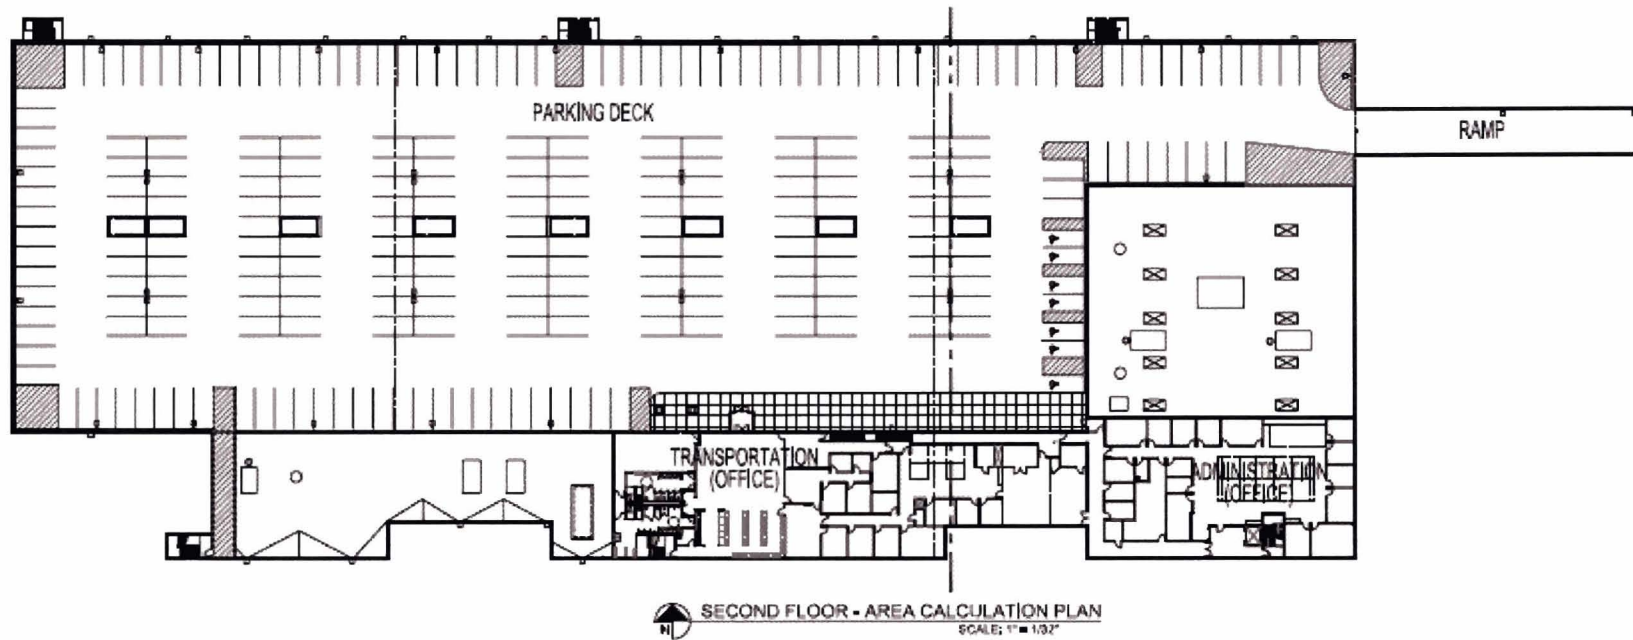 PARKING DECK
RAMP
TRANSPORTATION
(OFFICE)
ADMINISTRATION
(OFFICE)
N
SECOND FLOOR - AREA CALCULATION PLAN
SCALE: 1" = 1/32"